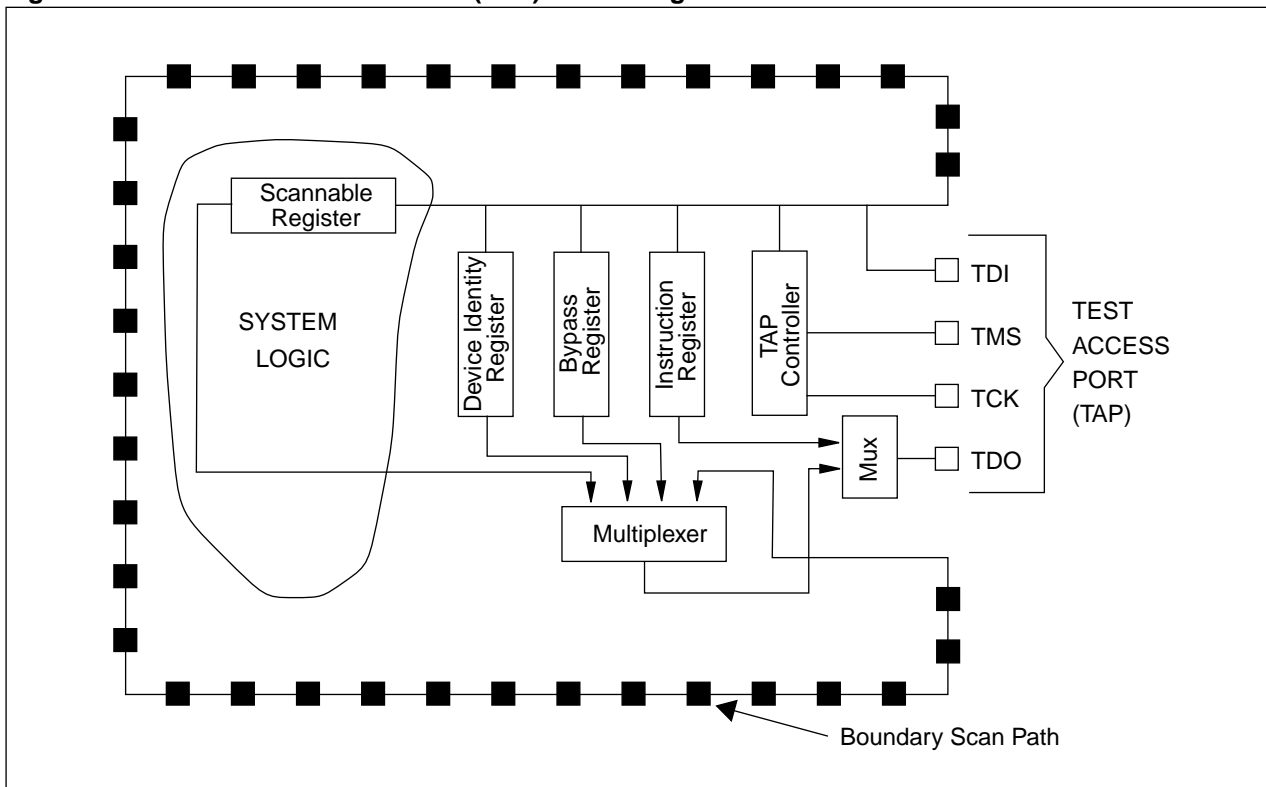 (
)
g
Scannable
Register
SYSTEM
LOGIC
Device Identity
Register
Bypass
Register
Instruction
Register
TAP
Controller
TDI
TMS
TCK
TDO
TEST
ACCESS
PORT
(TAP)
Mux
Multiplexer
Boundary Scan Path